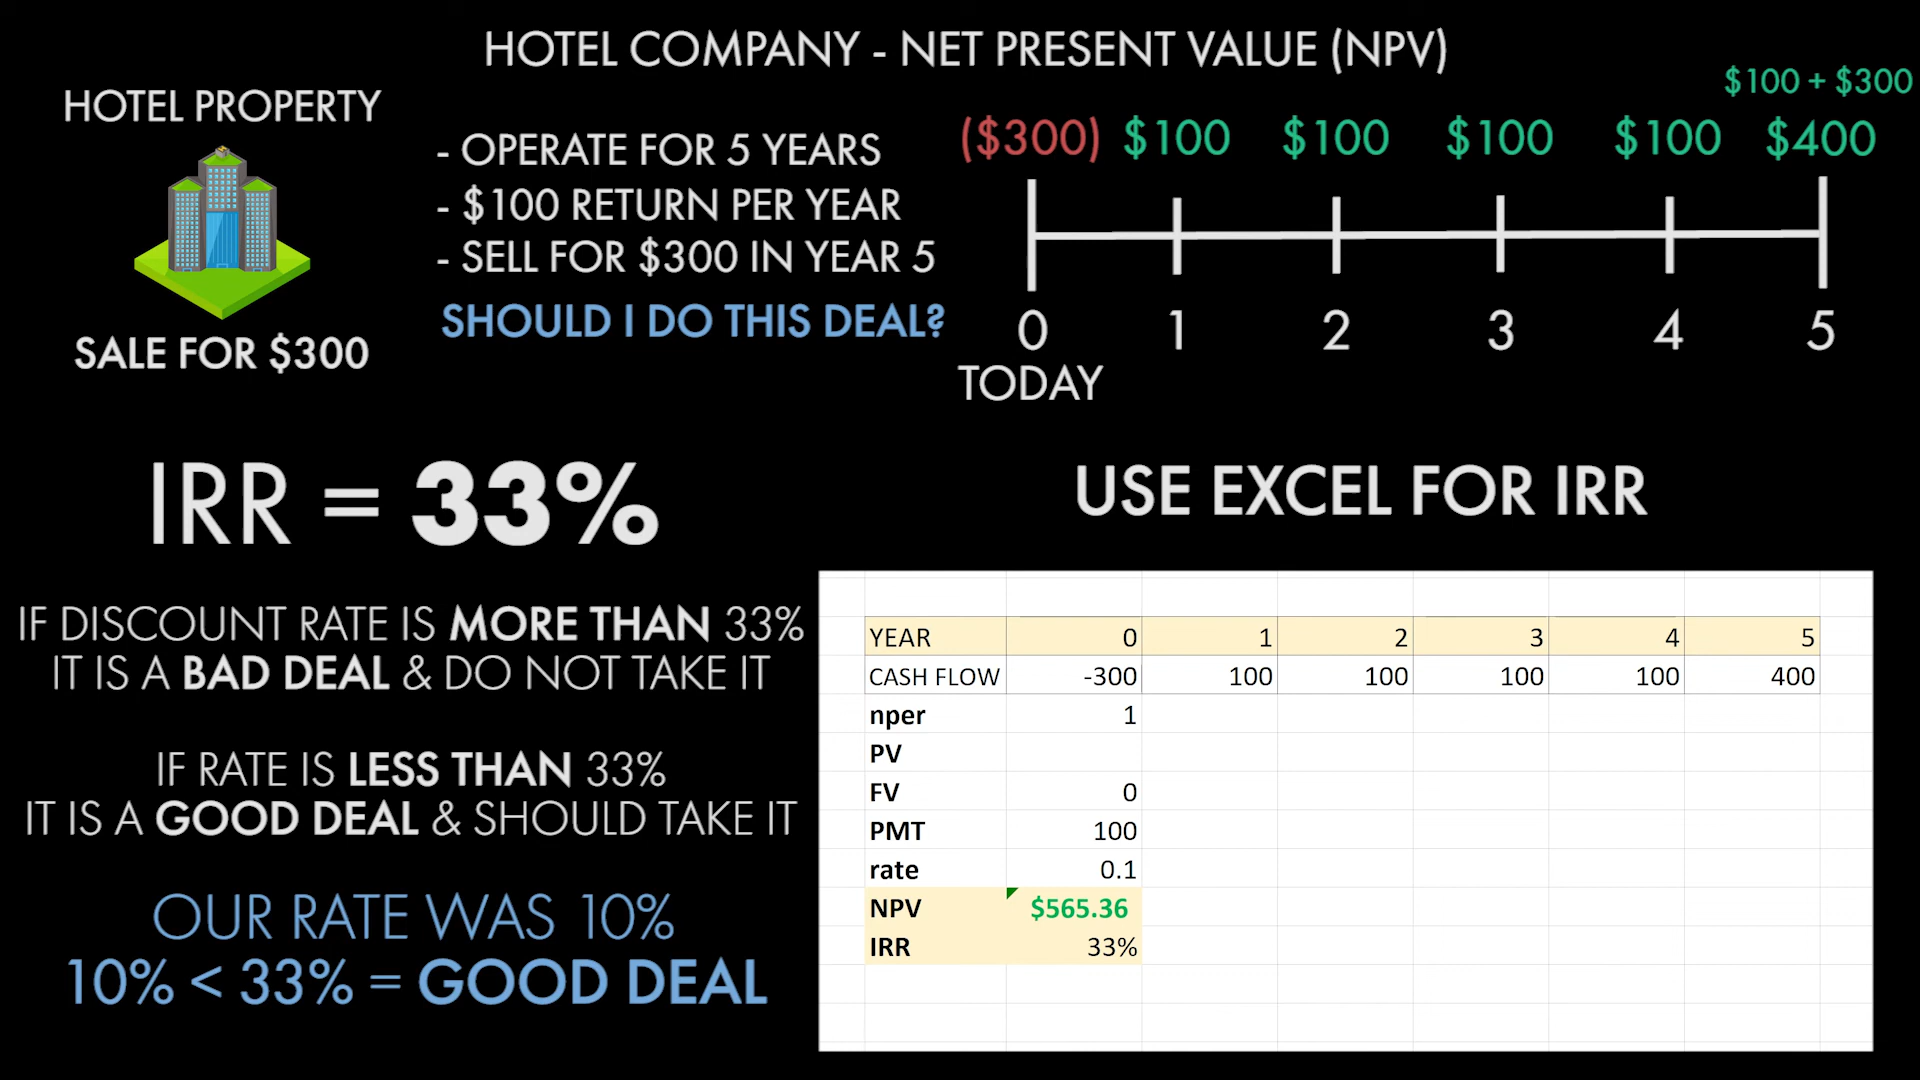 HOTEL COMPANY - NET PRESENT VALUE (NPV)
HOTEL PROPERTY
SALE FOR $300
- OPERATE FOR 5 YEARS
- $100 RETURN PER YEAR
- SELL FOR $300 IN YEAR 5
SHOULD I DO THIS DEAL?
$100 + $300
($300) $100 $100 $100 $100 $400
0 1 2 3 4 5
TODAY
IRR = 33%
IF DISCOUNT RATE IS MORE THAN 33%
IT IS A BAD DEAL & DO NOT TAKE IT
IF RATE IS LESS THAN 33%
IT IS A GOOD DEAL & SHOULD TAKE IT
OUR RATE WAS 10%
10% < 33% = GOOD DEAL
USE EXCEL FOR IRR
YEAR 0 1 2 3 4 5
CASH FLOW -300 100 100 100 100 400
nper 1
PV
FV 0
PMT 100
rate 0.1
NPV $565.36
IRR 33%